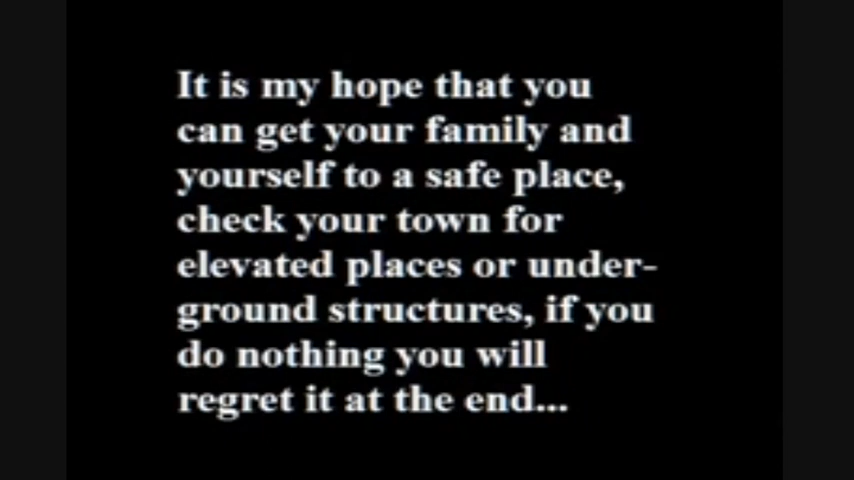 It is my hope that you
can get your family and
yourself to a safe place,
check your town for
elevated places or under-
ground structures, if you
do nothing you will
regret it at the end...